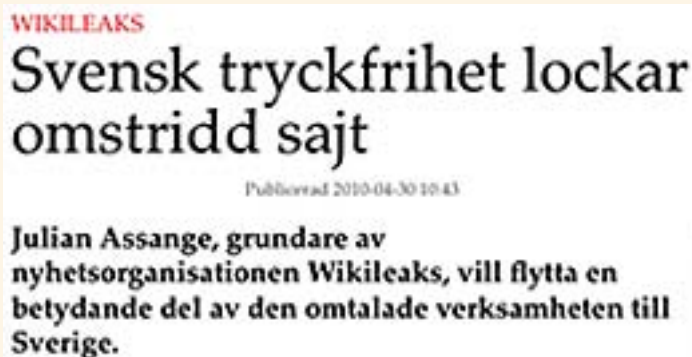 WIKILEAKS
Svensk tryckfrihet lockar
omstridd sajt
Publicerad 2010-04-30 10:43
Julian Assange, grundare av
nyhetsorganisationen Wikileaks, vill flytta en
betydande del av den omtalade verksamheten till
Sverige.